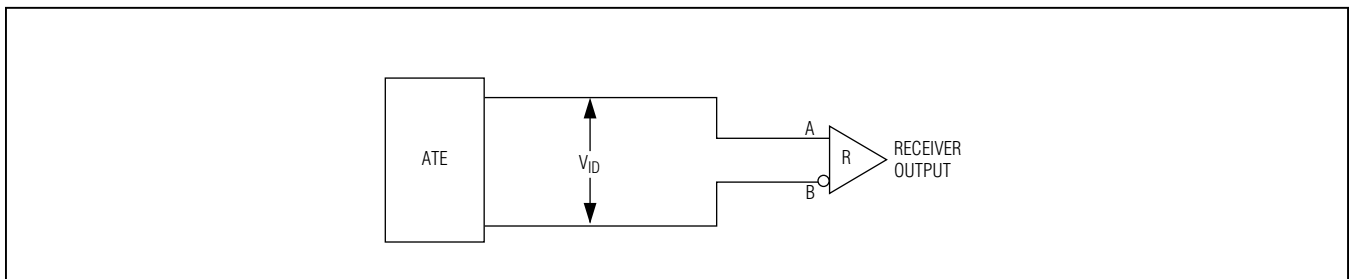 ATE
V_ID
A
R
B
RECEIVER
OUTPUT